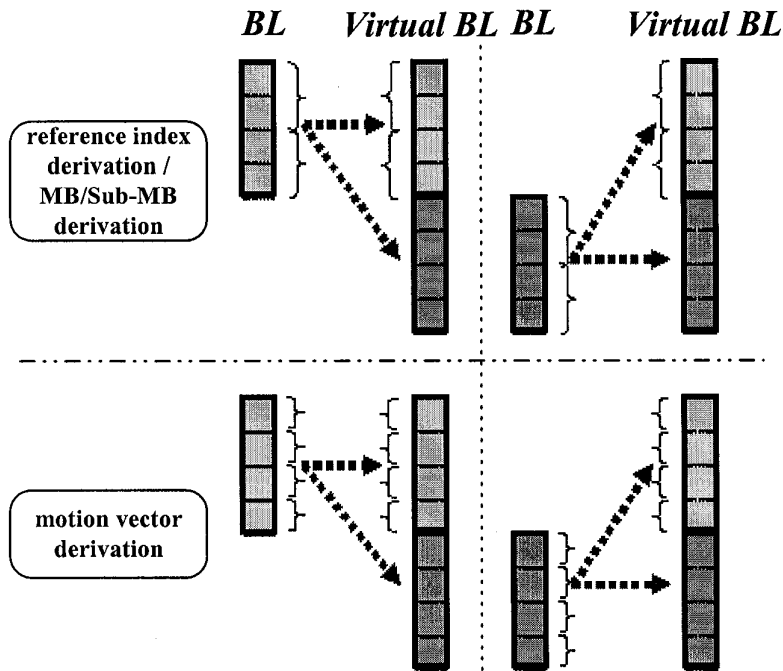 BL Virtual BL BL Virtual BL
reference index
derivation /
MB/Sub-MB
derivation
motion vector
derivation